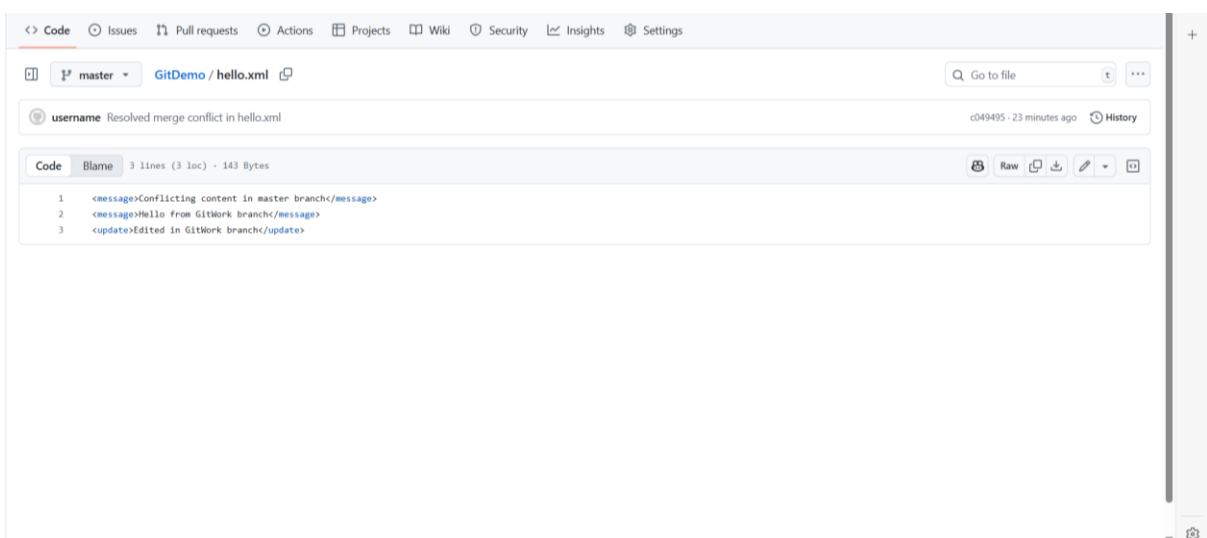 Code Issues Pull requests Actions Projects Wiki Security Insights Settings
master GitDemo / hello.xml Go to file t
username Resolved merge conflict in hello.xml c049495 · 23 minutes ago History
Code Blame 3 lines (3 loc) · 143 Bytes Raw
1 <message>Conflicting content in master branch</message>
2 <message>Hello from GitWork branch</message>
3 <update>Edited in GitWork branch</update>